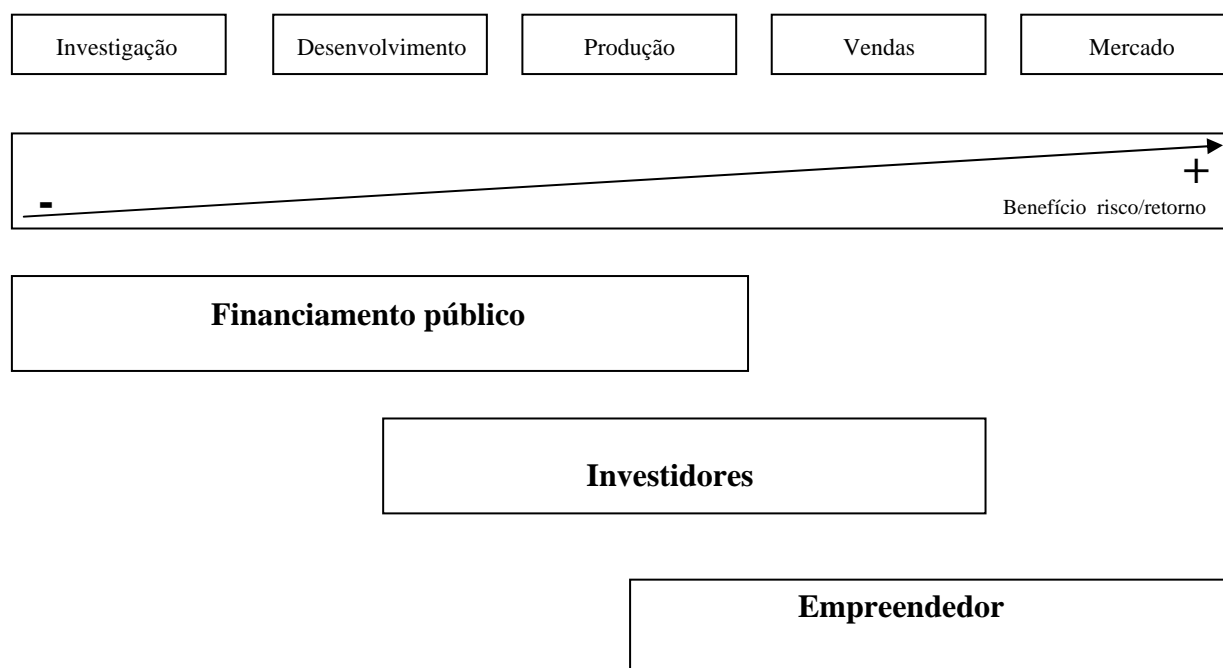 Investigação
Desenvolvimento
Produção
Vendas
Mercado
-
+
Benefício risco/retorno
Financiamento público
Investidores
Empreendedor